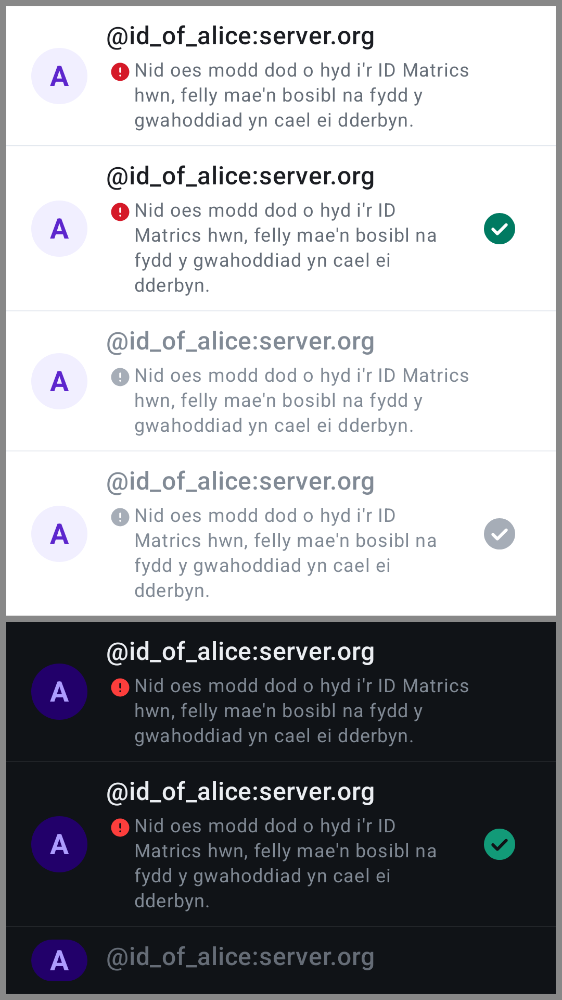 @id_of_alice:server.org
A
Nid oes modd dod o hyd i'r ID Matrics
hwn, felly mae'n bosibl na fydd y
gwahoddiad yn cael ei dderbyn.
@id_of_alice:server.org
A
Nid oes modd dod o hyd i'r ID
Matrics hwn, felly mae'n bosibl na
fydd y gwahoddiad yn cael ei
dderbyn.
@id_of_alice:server.org
A
Nid oes modd dod o hyd i'r ID Matrics
hwn, felly mae'n bosibl na fydd y
gwahoddiad yn cael ei dderbyn.
@id_of_alice:server.org
A
Nid oes modd dod o hyd i'r ID
Matrics hwn, felly mae'n bosibl na
fydd y gwahoddiad yn cael ei
dderbyn.
@id_of_alice:server.org
A
Nid oes modd dod o hyd i'r ID Matrics
hwn, felly mae'n bosibl na fydd y
gwahoddiad yn cael ei dderbyn.
@id_of_alice:server.org
A
Nid oes modd dod o hyd i'r ID
Matrics hwn, felly mae'n bosibl na
fydd y gwahoddiad yn cael ei
dderbyn.
A
@id_of_alice:server.org